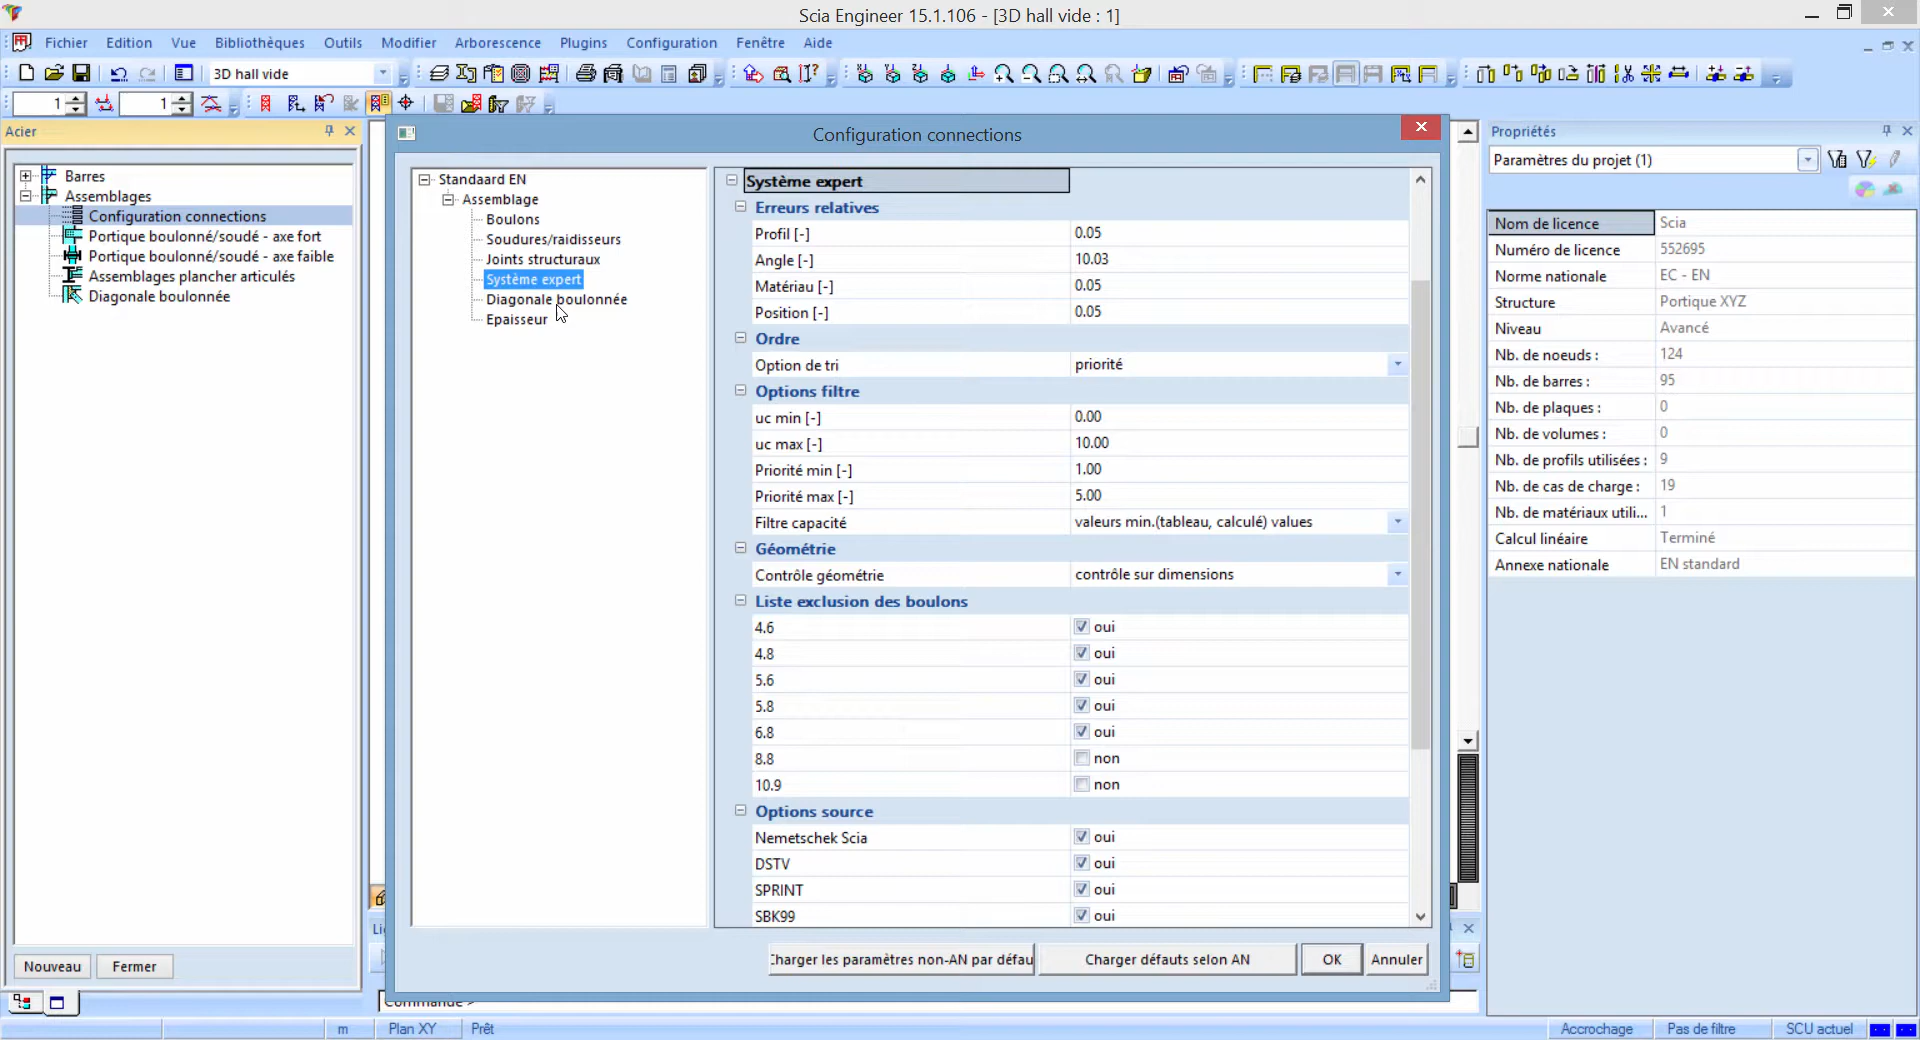 Scia Engineer 15.1.106 - [3D hall vide : 1]
Fichier Edition Vue Bibliothèques Outils Modifier Arborescence Plugins Configuration Fenêtre Aide
3D hall vide
1 1
Acier
Barres
Assemblages
Configuration connections
Portique boulonné/soudé - axe fort
Portique boulonné/soudé - axe faible
Assemblages plancher articulés
Diagonale boulonnée
Nouveau Fermer
Configuration connections
Standaard EN
Assemblage
Boulons
Soudures/raidisseurs
Joints structuraux
Système expert
Diagonale boulonnée
Epaisseur
Système expert
Erreurs relatives
Profil [-] 0.05
Angle [-] 10.03
Matériau [-] 0.05
Position [-] 0.05
Ordre
Option de tri priorité
Options filtre
uc min [-] 0.00
uc max [-] 10.00
Priorité min [-] 1.00
Priorité max [-] 5.00
Filtre capacité valeurs min.(tableau, calculé) values
Géométrie
Contrôle géométrie contrôle sur dimensions
Liste exclusion des boulons
4.6 oui
4.8 oui
5.6 oui
5.8 oui
6.8 oui
8.8 non
10.9 non
Options source
Nemetschek Scia oui
DSTV oui
SPRINT oui
SBK99 oui
harger les paramètres non-AN par défau Charger défauts selon AN OK Annuler
Propriétés
Paramètres du projet (1)
Nom de licence Scia
Numéro de licence 552695
Norme nationale EC - EN
Structure Portique XYZ
Niveau Avancé
Nb. de noeuds : 124
Nb. de barres : 95
Nb. de plaques : 0
Nb. de volumes : 0
Nb. de profils utilisées : 9
Nb. de cas de charge : 19
Nb. de matériaux utili... 1
Calcul linéaire Terminé
Annexe nationale EN standard
Commande >
m Plan XY Prêt Accrochage Pas de filtre SCU actuel